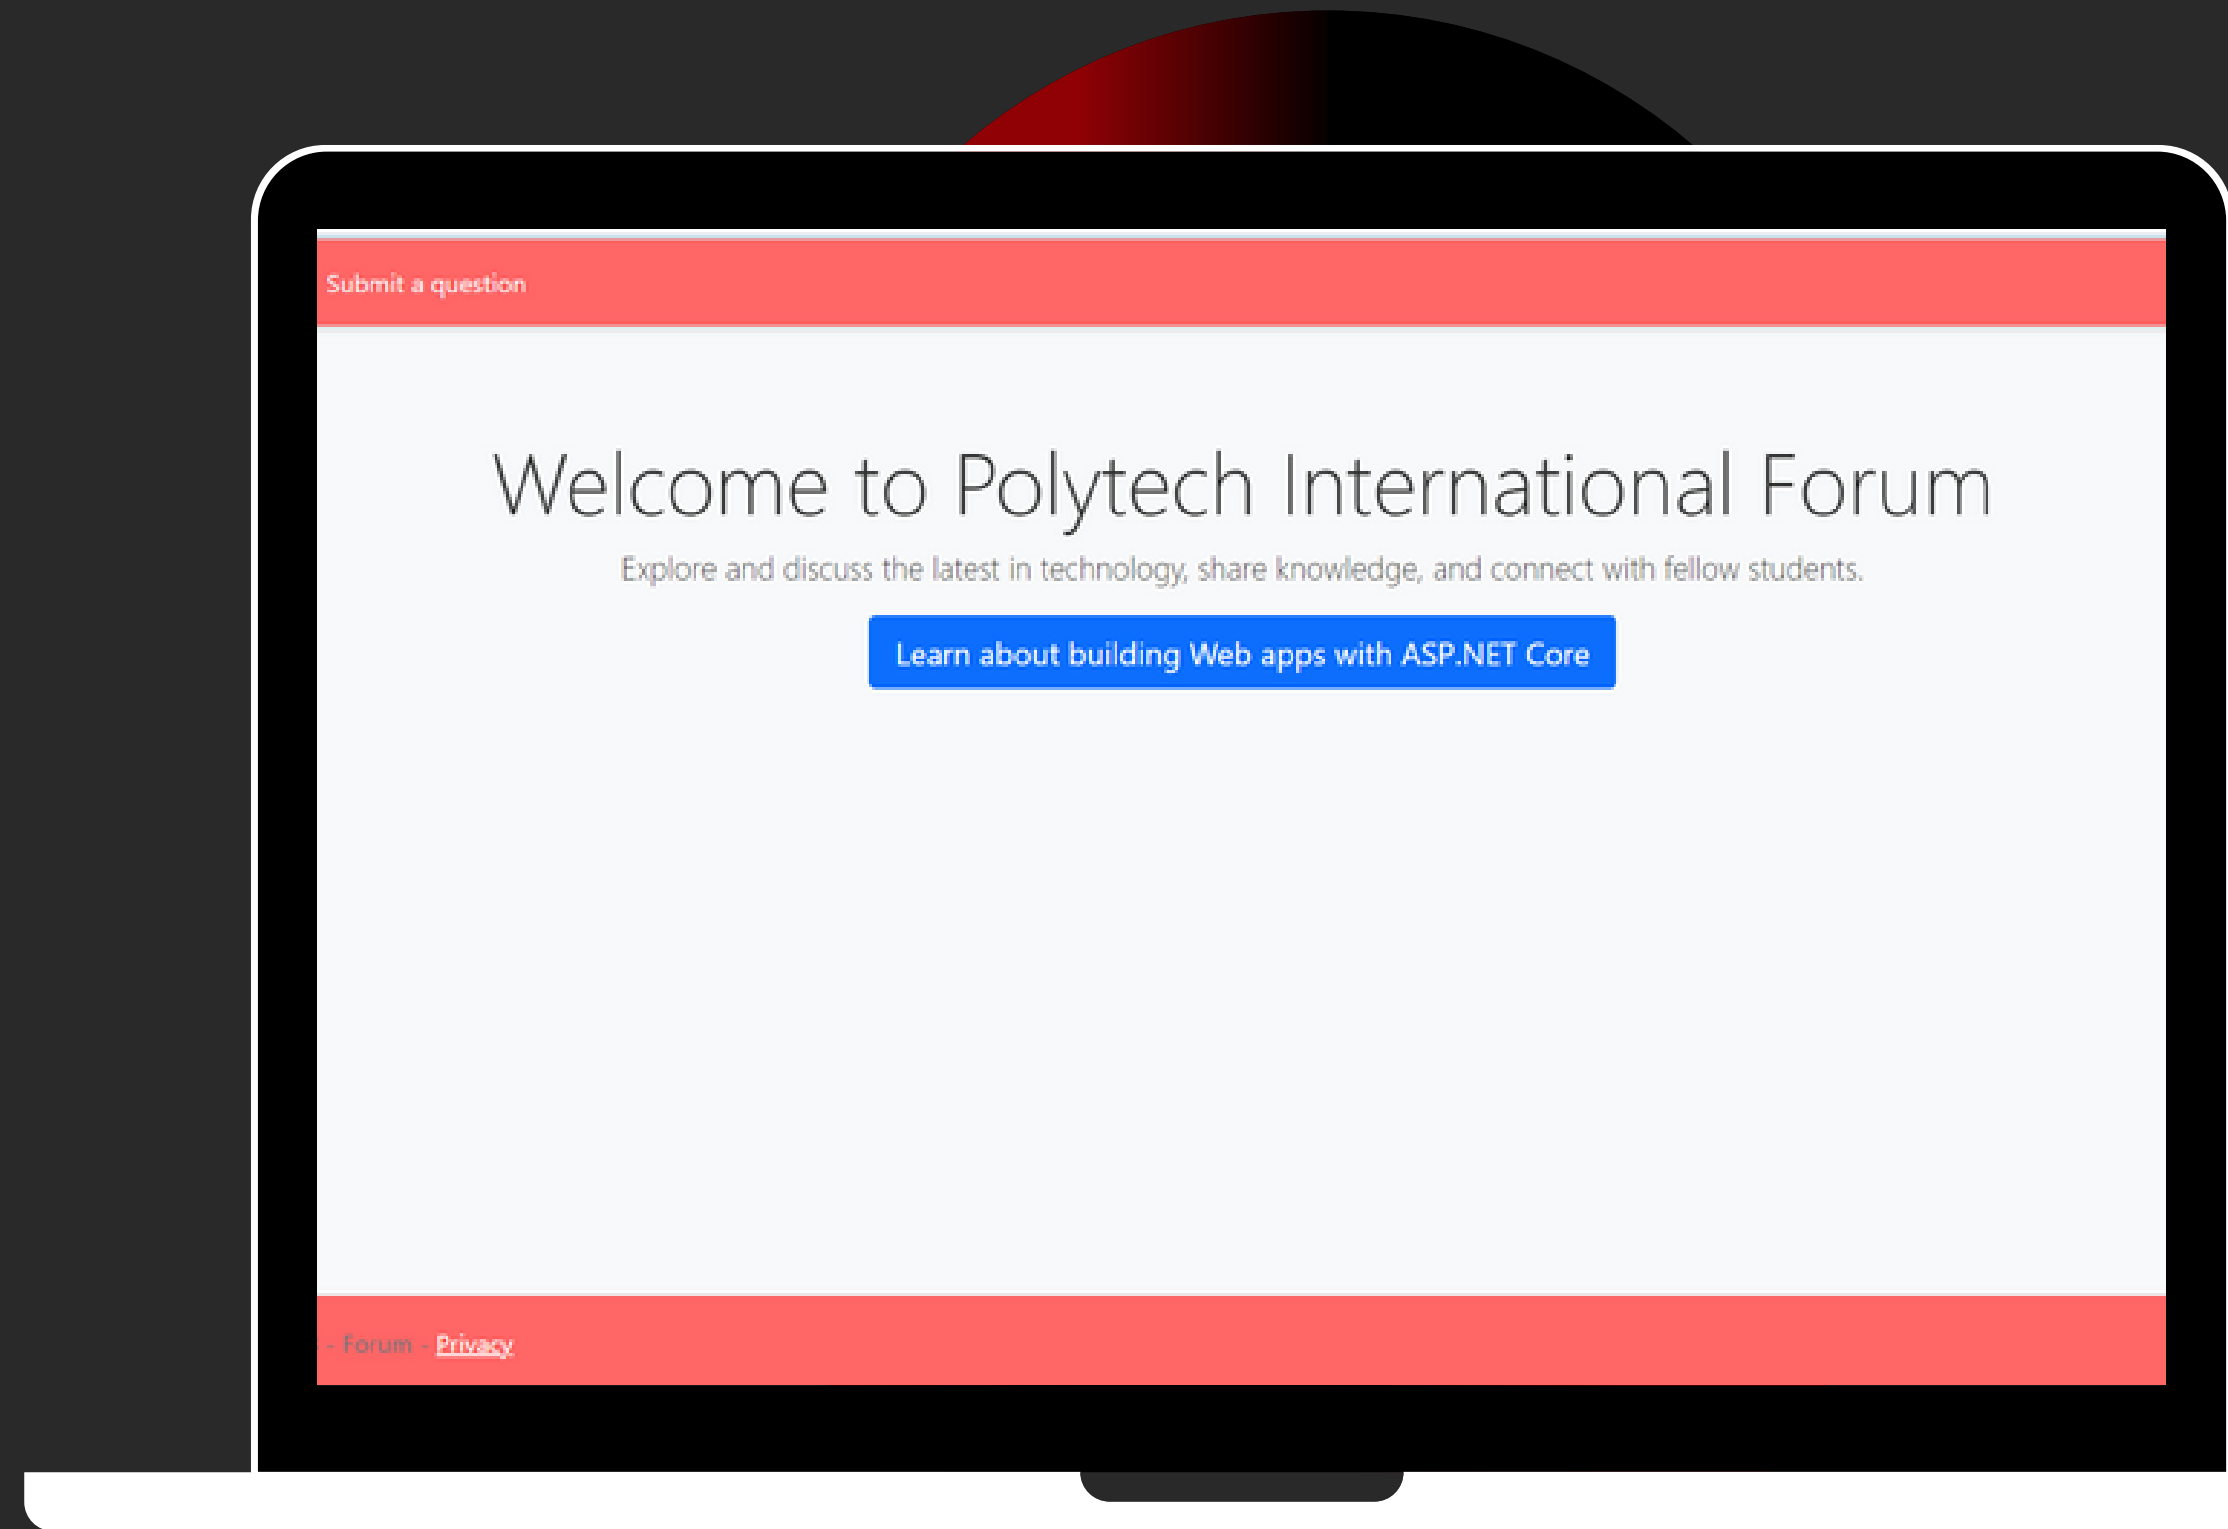 Submit a question
Welcome to Polytech International Forum
Explore and discuss the latest in technology, share knowledge, and connect with fellow students.
Learn about building Web apps with ASP.NET Core
- Forum - Privacy